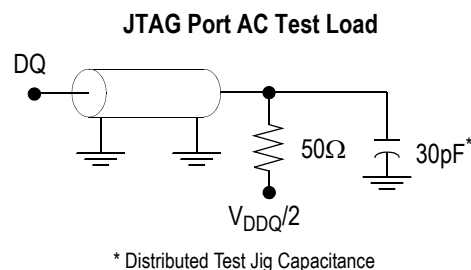 JTAG Port AC Test Load
DQ
50Ω
30pF*
VDDQ/2
* Distributed Test Jig Capacitance